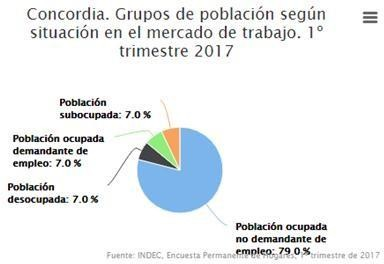 Concordia. Grupos de población según
situación en el mercado de trabajo. 1º
trimestre 2017
Población
subocupada: 7.0 %
Población ocupada
demandante de
empleo: 7.0 %
Población
desocupada: 7.0 %
Población ocupada
no demandante de
empleo: 79.0 %
Fuente: INDEC, Encuesta Permanente de Hogares, 1º trimestre de 2017